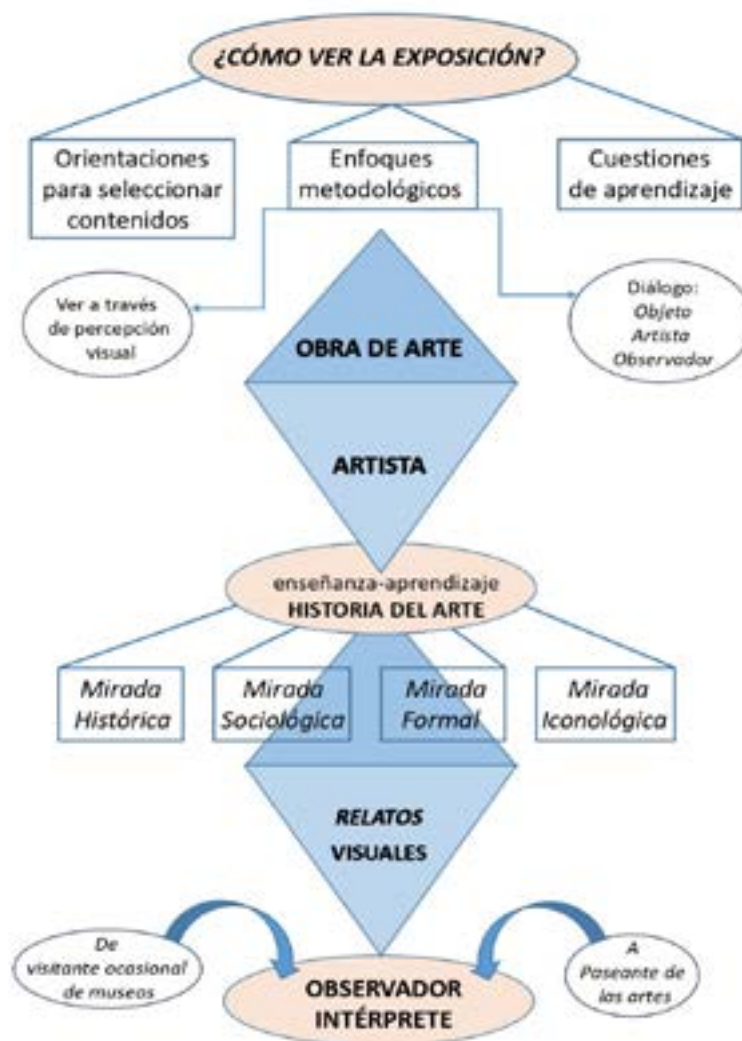 ¿CÓMO VER LA EXPOSICIÓN?
Orientaciones
para seleccionar
contenidos
Enfoques
metodológicos
Cuestiones
de aprendizaje
Ver a través
de percepción
visual
Diálogo:
Objeto
Artista
Observador
OBRA DE ARTE
ARTISTA
enseñanza-aprendizaje
HISTORIA DEL ARTE
Mirada
Histórica
Mirada
Sociológica
Mirada
Formal
Mirada
Iconológica
RELATOS
VISUALES
De
visitante ocasional
de museos
A
Paseante de
las artes
OBSERVADOR
INTÉRPRETE